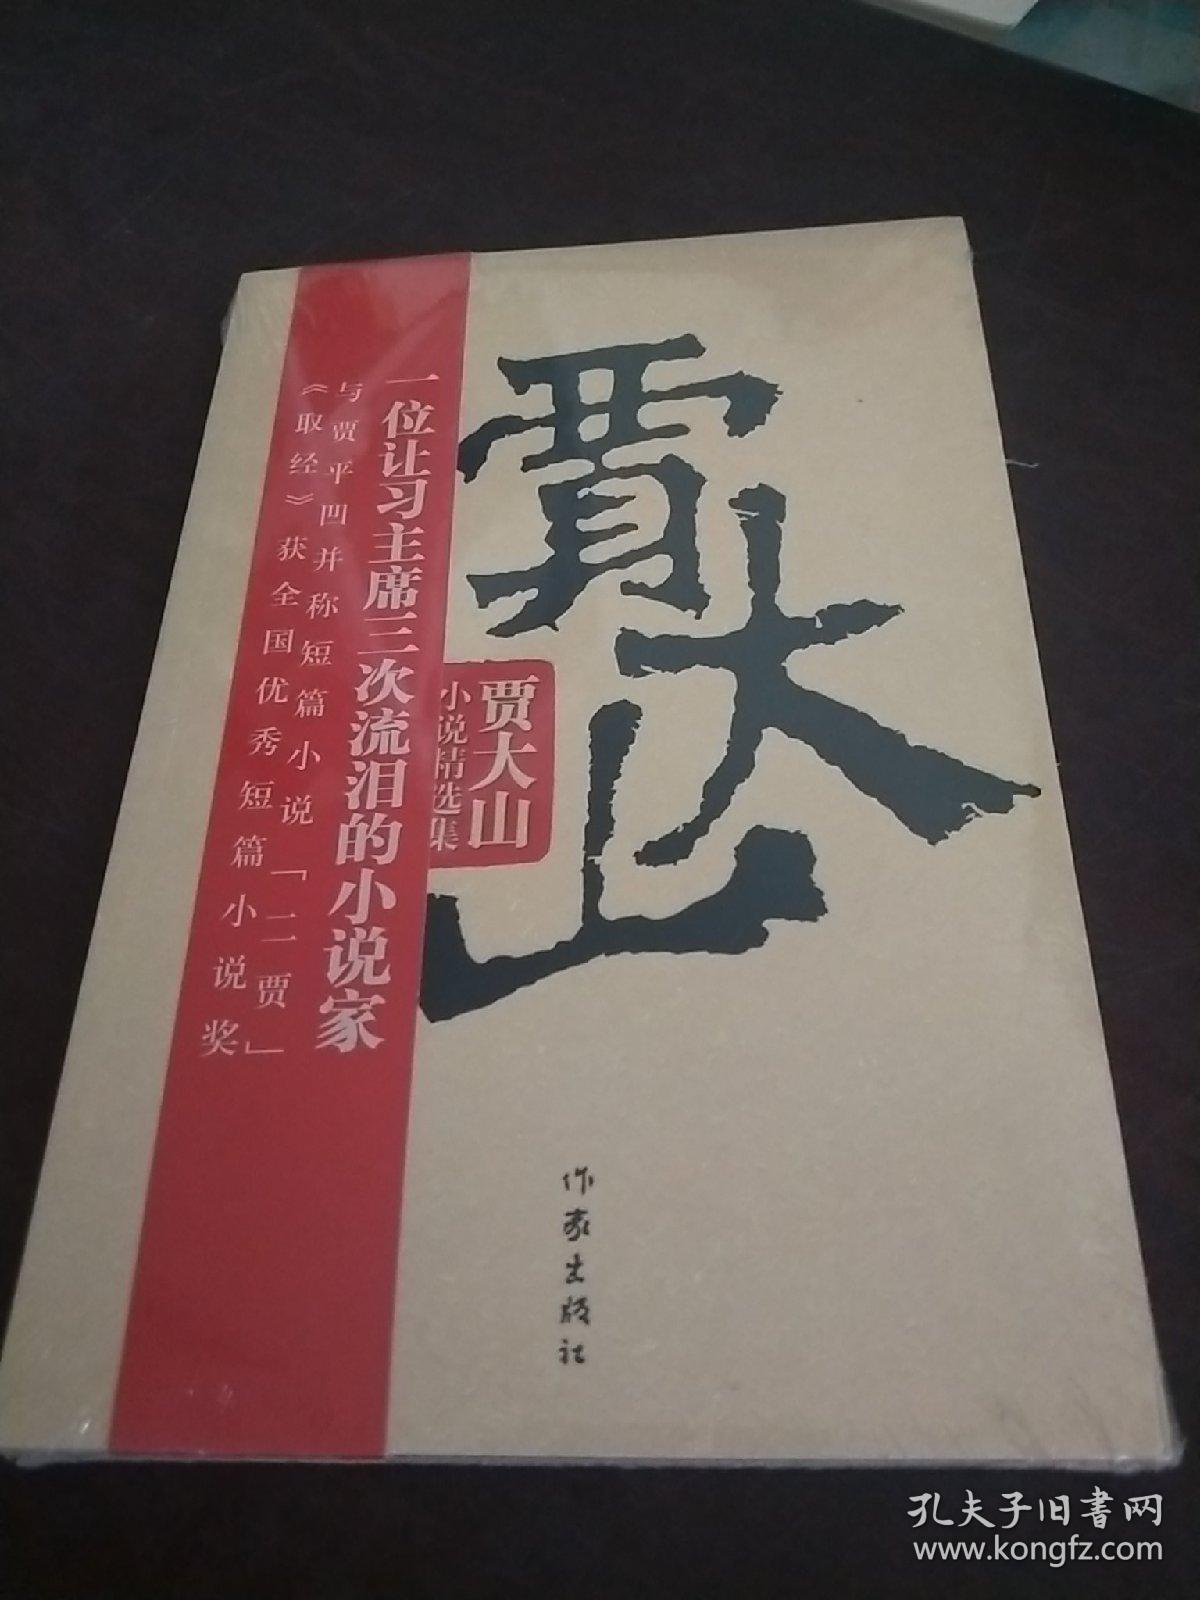 賈大山
贾大山
小说精选集
一位让习主席三次流泪的小说家
与贾平凹并称短篇小说「二贾」
《取经》获全国优秀短篇小说奖
作家出版社
孔夫子旧书网
www.kongfz.com